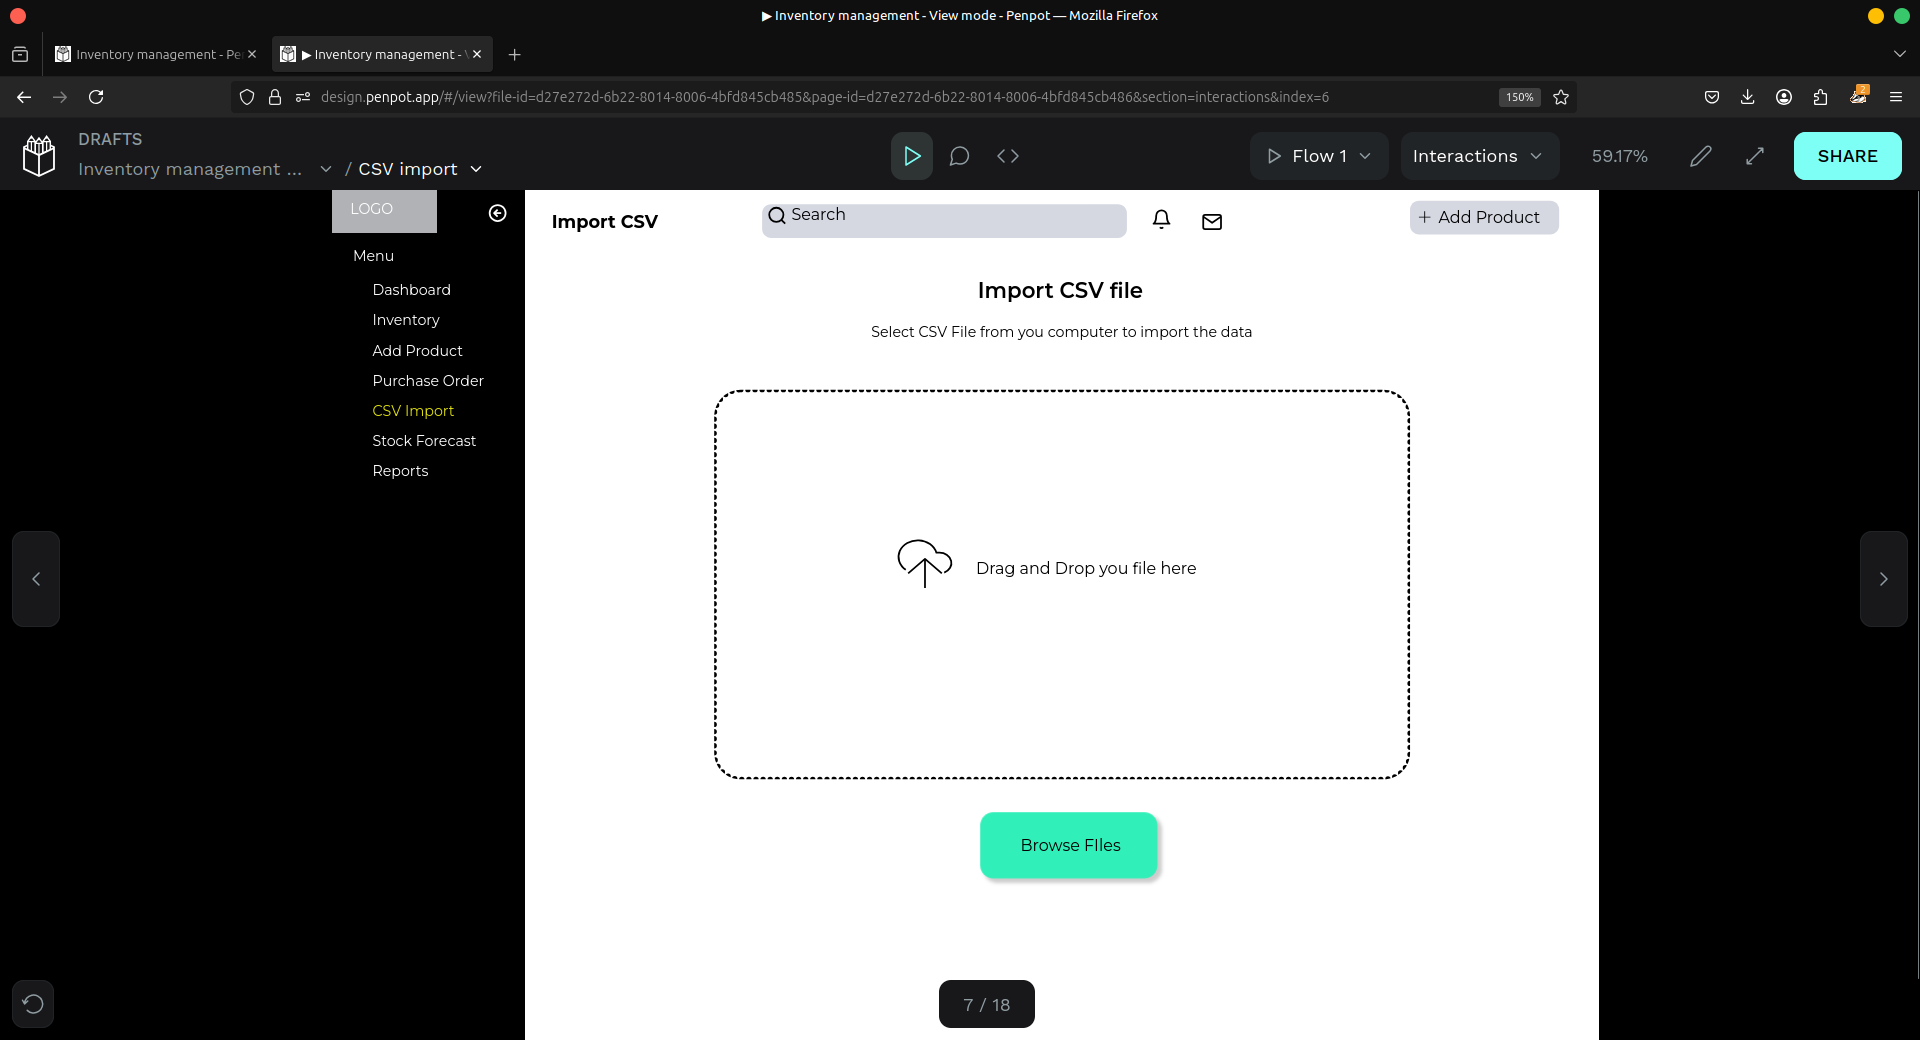 ▶ Inventory management - View mode - Penpot — Mozilla Firefox
Inventory management - Pe
▶ Inventory management -
design.penpot.app/#/view?file-id=d27e272d-6b22-8014-8006-4bfd845cb485&page-id=d27e272d-6b22-8014-8006-4bfd845cb486&section=interactions&index=6
150%
2
DRAFTS
Inventory management ... / CSV import
Flow 1
Interactions
59.17%
SHARE
LOGO
Menu
Dashboard
Inventory
Add Product
Purchase Order
CSV Import
Stock Forecast
Reports
Import CSV
Search
+ Add Product
Import CSV file
Select CSV File from you computer to import the data
Drag and Drop you file here
Browse FIles
7 / 18